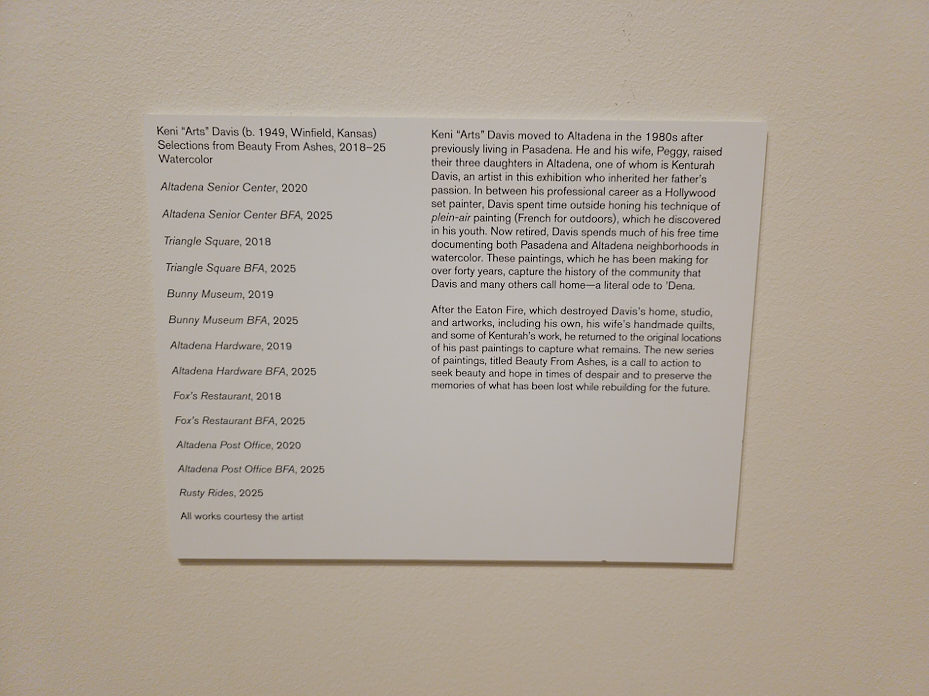 Keni “Arts” Davis (b. 1949, Winfield, Kansas)
Selections from Beauty From Ashes, 2018–25
Watercolor
Altadena Senior Center, 2020
Altadena Senior Center BFA, 2025
Triangle Square, 2018
Triangle Square BFA, 2025
Bunny Museum, 2019
Bunny Museum BFA, 2025
Altadena Hardware, 2019
Altadena Hardware BFA, 2025
Fox’s Restaurant, 2018
Fox’s Restaurant BFA, 2025
Altadena Post Office, 2020
Altadena Post Office BFA, 2025
Rusty Rides, 2025
All works courtesy the artist
Keni “Arts” Davis moved to Altadena in the 1980s after
previously living in Pasadena. He and his wife, Peggy, raised
their three daughters in Altadena, one of whom is Kenturah
Davis, an artist in this exhibition who inherited her father’s
passion. In between his professional career as a Hollywood
set painter, Davis spent time outside honing his technique of
plein-air painting (French for outdoors), which he discovered
in his youth. Now retired, Davis spends much of his free time
documenting both Pasadena and Altadena neighborhoods in
watercolor. These paintings, which he has been making for
over forty years, capture the history of the community that
Davis and many others call home—a literal ode to ’Dena.
After the Eaton Fire, which destroyed Davis’s home, studio,
and artworks, including his own, his wife’s handmade quilts,
and some of Kenturah’s work, he returned to the original locations
of his past paintings to capture what remains. The new series
of paintings, titled Beauty From Ashes, is a call to action to
seek beauty and hope in times of despair and to preserve the
memories of what has been lost while rebuilding for the future.